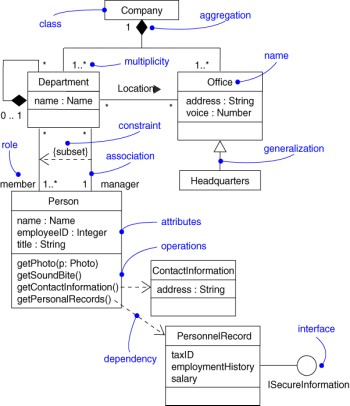 Company
class
1
aggregation
*
1..*
multiplicity
1..*
name
Department
name : Name
Location
Office
address : String
voice : Number
0 .. 1
*
*
*
*
constraint
role
{subset}
association
generalization
member
1..*
1
manager
Headquarters
Person
name : Name
employeeID : Integer
title : String
attributes
operations
getPhoto(p: Photo)
getSoundBite()
getContactInformation()
getPersonalRecords()
ContactInformation
address : String
dependency
PersonnelRecord
taxID
employmentHistory
salary
interface
ISecureInformation